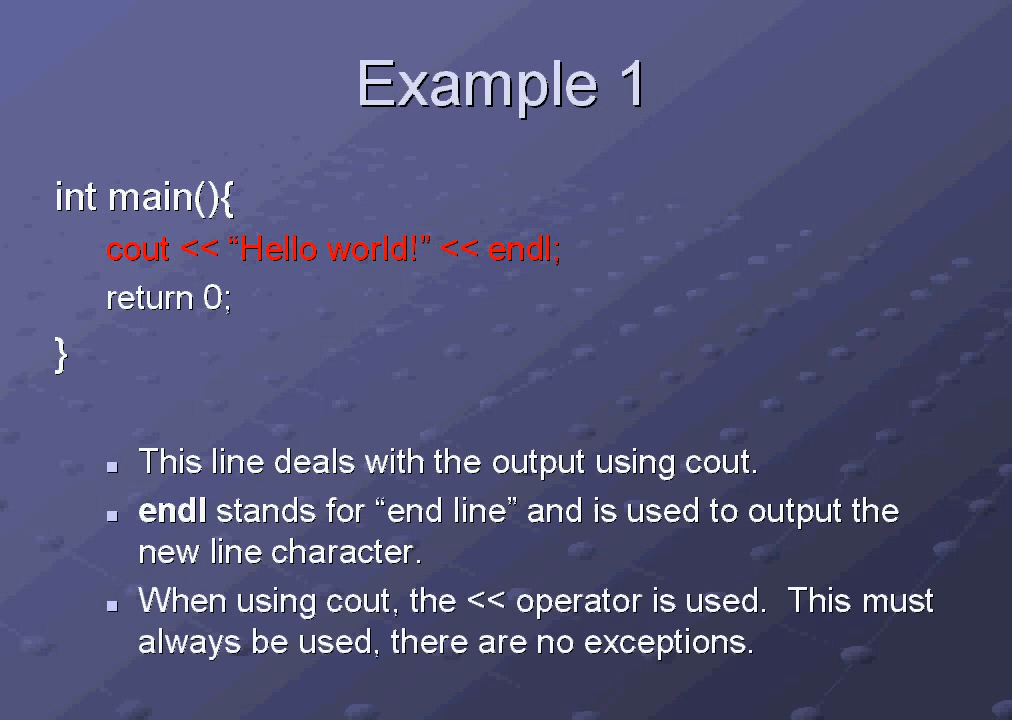 Example 1
int main(){
cout << “Hello world!” << endl;
return 0;
}
This line deals with the output using cout.
endl stands for “end line” and is used to output the
new line character.
When using cout, the << operator is used.  This must
always be used, there are no exceptions.